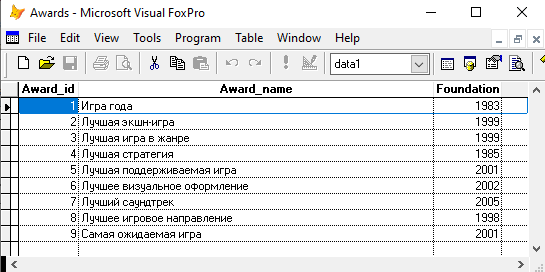 Awards - Microsoft Visual FoxPro
File Edit View Tools Program Table Window Help
data1
Award_id Award_name Foundation
1 Игра года 1983
2 Лучшая экшн-игра 1999
3 Лучшая игра в жанре 1999
4 Лучшая стратегия 1985
5 Лучшая поддерживаемая игра 2001
6 Лучшее визуальное оформление 2002
7 Лучший саундтрек 2005
8 Лучшее игровое направление 1998
9 Самая ожидаемая игра 2001